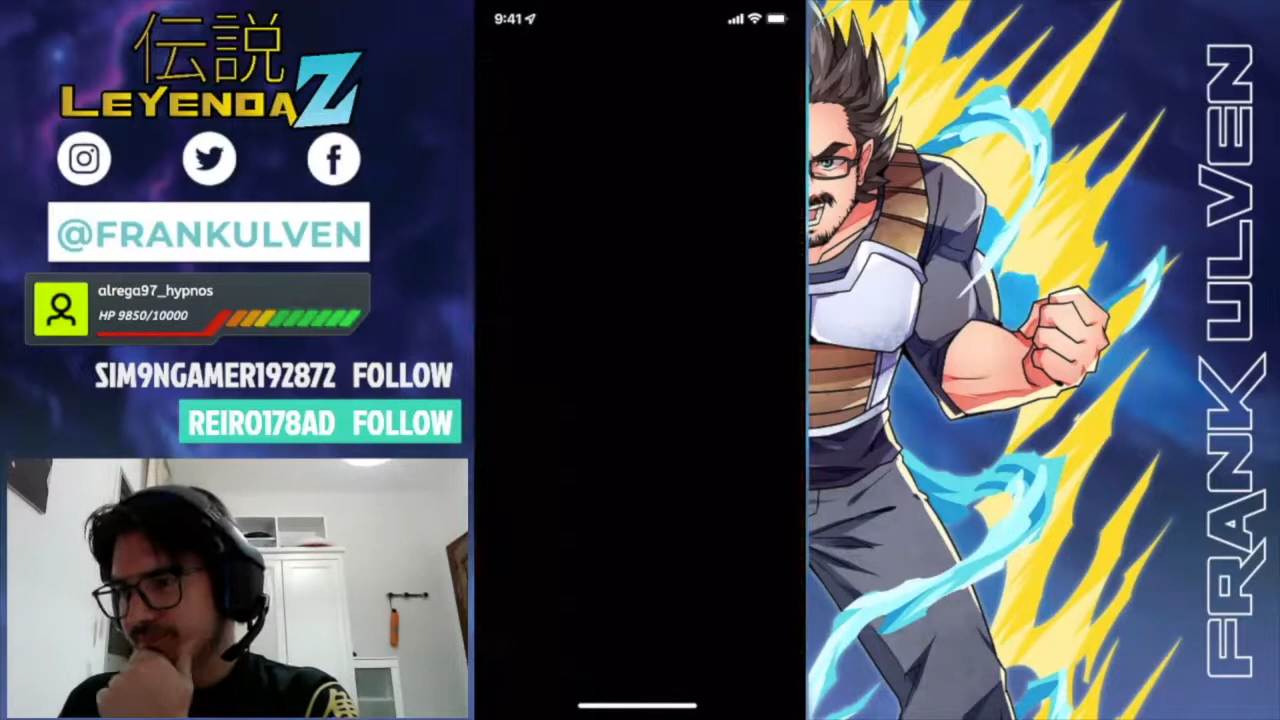 伝説
LEYENDA Z
@FRANKULVEN
alrega97_hypnos
HP 9850/10000
SIM9NGAMER192872 FOLLOW
REIRO178AD FOLLOW
9:41
FRANK ULVEN